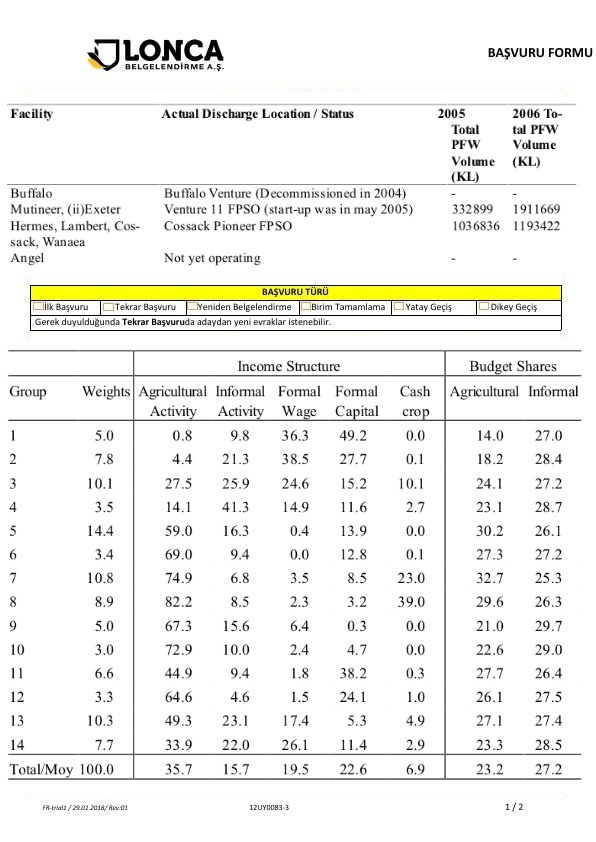 LONCA
BELGELENDİRME A.Ş.
BAŞVURU FORMU
Facility Actual Discharge Location / Status 2005 Total PFW Volume (KL) 2006 To-tal PFW Volume (KL)
Buffalo Buffalo Venture (Decommissioned in 2004) - -
Mutineer, (ii)Exeter Venture 11 FPSO (start-up was in may 2005) 332899 1911669
Hermes, Lambert, Cos- Cossack Pioneer FPSO 1036836 1193422
sack, Wanaea
Angel Not yet operating - -
BAŞVURU TÜRÜ
İlk Başvuru Tekrar Başvuru Yeniden Belgelendirme Birim Tamamlama Yatay Geçiş Dikey Geçiş
Gerek duyulduğunda Tekrar Başvuruda adaydan yeni evraklar istenebilir.
Income Structure Budget Shares
Group Weights Agricultural Informal Formal Formal Cash Agricultural Informal
Activity Activity Wage Capital crop
1 5.0 0.8 9.8 36.3 49.2 0.0 14.0 27.0
2 7.8 4.4 21.3 38.5 27.7 0.1 18.2 28.4
3 10.1 27.5 25.9 24.6 15.2 10.1 24.1 27.2
4 3.5 14.1 41.3 14.9 11.6 2.7 23.1 28.7
5 14.4 59.0 16.3 0.4 13.9 0.0 30.2 26.1
6 3.4 69.0 9.4 0.0 12.8 0.1 27.3 27.2
7 10.8 74.9 6.8 3.5 8.5 23.0 32.7 25.3
8 8.9 82.2 8.5 2.3 3.2 39.0 29.6 26.3
9 5.0 67.3 15.6 6.4 0.3 0.0 21.0 29.7
10 3.0 72.9 10.0 2.4 4.7 0.0 22.6 29.0
11 6.6 44.9 9.4 1.8 38.2 0.3 27.7 26.4
12 3.3 64.6 4.6 1.5 24.1 1.0 26.1 27.5
13 10.3 49.3 23.1 17.4 5.3 4.9 27.1 27.4
14 7.7 33.9 22.0 26.1 11.4 2.9 23.3 28.5
Total/Moy 100.0 35.7 15.7 19.5 22.6 6.9 23.2 27.2
FR-trial1 / 29.01.2018/ Rev:01 12UY0083-3 1 / 2